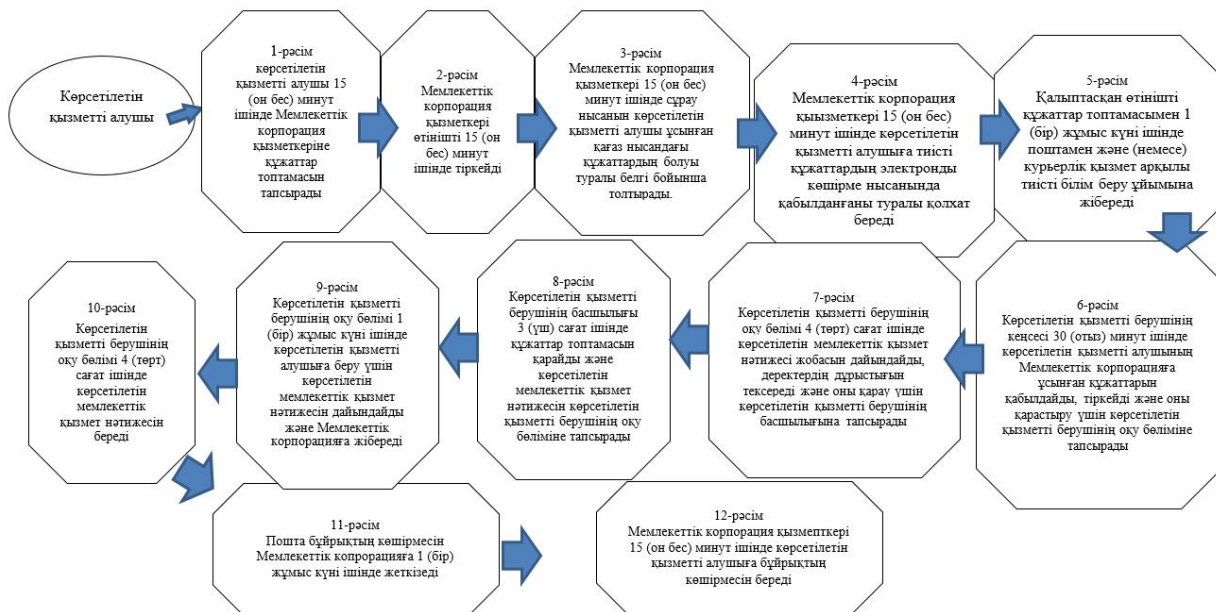 Көрсетілетін
қызметті алушы
1-рәсім
көрсетілетін
қызметті алушы 15
(он бес) минут
ішінде Мемлекеттік
корпорация
қызметкеріне
құжаттар
топтамасын
тапсырады
2-рәсім
Мемлекеттік
корпорация
қызметкері
өтінішті 15 (он
бес) минут
ішінде тіркейді
3-рәсім
Мемлекеттік корпорация
қызметкері 15 (он бес)
минут ішінде сұрау
нысанын көрсетілетін
қызметті алушы ұсынған
қағаз нысандағы
құжаттардың болуы
туралы белгі бойынша
толтырады.
4-рәсім
Мемлекеттік корпорация
қыызметкері 15 (он бес)
минут ішінде көрсетілетін
қызметті алушыға тиісті
құжаттардың электронды
көшірме нысанында
қабылданғаны туралы қолхат
береді
5-рәсім
Қалыптасқан өтінішті
құжаттар топтамасымен 1
(бір) жұмыс күні ішінде
поштамен және (немесе)
курьерлік қызмет арқылы
тиісті білім беру ұйымына
жібереді
10-рәсім
Көрсетілетін
қызметті берушінің
оқу бөлімі 4 (төрт)
сағат ішінде
көрсетілетін
мемлекеттік
қызмет нәтижесін
береді
9-рәсім
Көрсетілетін қызметті
берушінің оқу бөлімі 1
(бір) жұмыс күні ішінде
көрсетілетін қызметті
алушыға беру үшін
көрсетілетін
мемлекеттік қызмет
нәтижесін дайындайды
және Мемлекеттік
корпорацияға жібереді
8-рәсім
Көрсетілетін қызметті
берушінің басшылығы
3 (үш) сағат ішінде
құжаттар топтамасын
қарайды және
көрсетілетін
мемлекеттік қызмет
нәтижесін көрсетілетін
қызметті берушінің оқу
бөліміне тапсырады
7-рәсім
Көрсетілетін қызметті берушінің
оқу бөлімі 4 (төрт) сағат ішінде
көрсетілетін мемлекеттік қызмет
нәтижесі жобасын дайындайды,
деректердің дұрыстығын
тексереді және оны қарау үшін
көрсетілетін қызметті берушінің
басшылығына тапсырады
6-рәсім
Көрсетілетін қызметті берушінің
кеңсесі 30 (отыз) минут ішінде
көрсетілетін қызметті алушының
Мемлекеттік корпорацияға
ұсынған құжаттарын
қабылдайды, тіркейді және оны
қарастыру үшін көрсетілетін
қызметті берушінің оқу бөліміне
тапсырады
11-рәсім
Пошта бұйрықтың көшірмесін
Мемлекеттік копрорацияға 1 (бір)
жұмыс күні ішінде жеткізеді
12-рәсім
Мемлекеттік корпорация қызмепткері
15 (он бес) минут ішінде көрсетілетін
қызметті алушыға бұйрықтың
көшірмесін береді